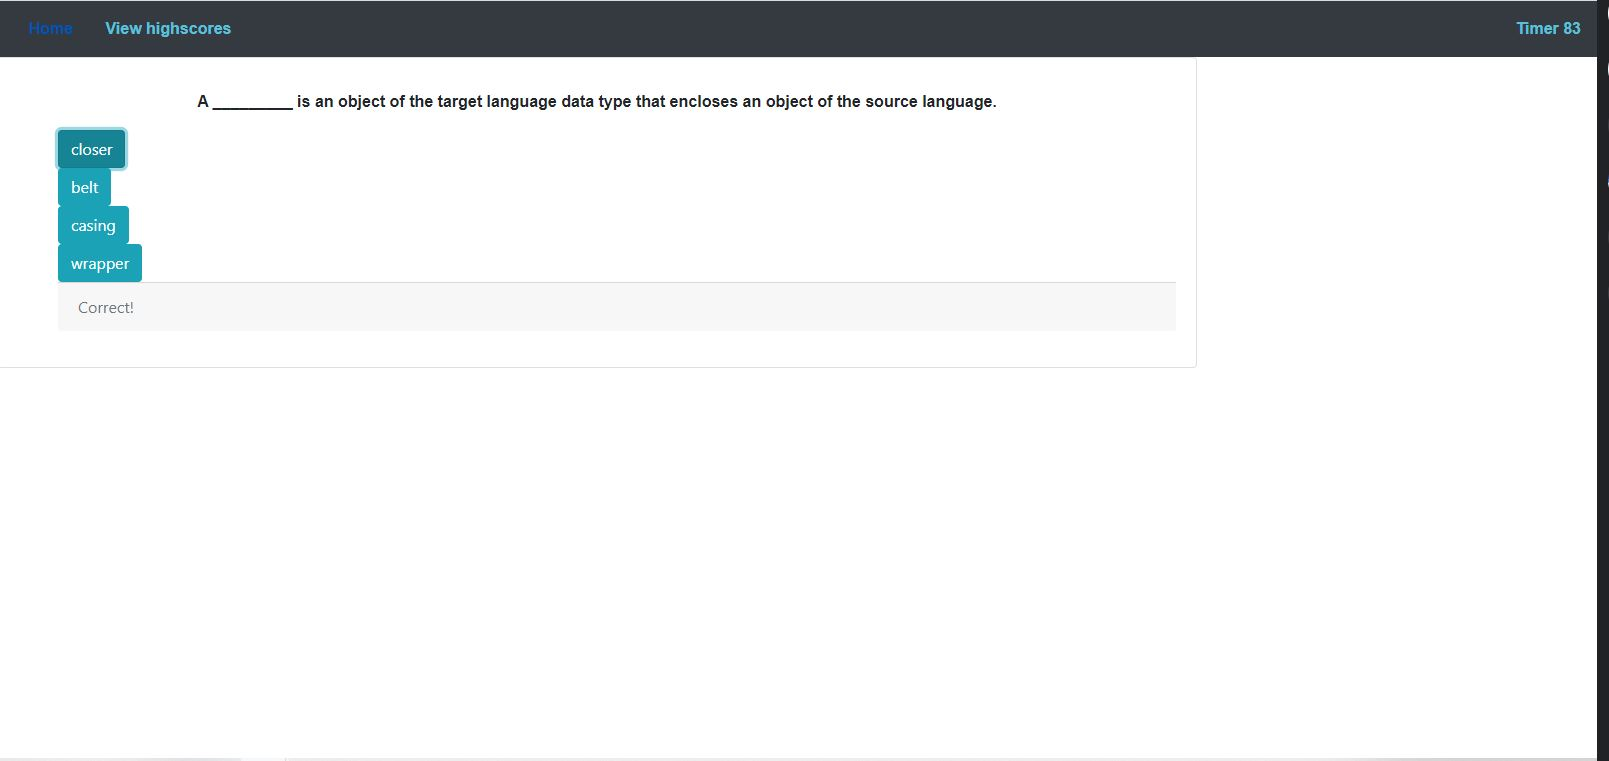 Home View highscores Timer 83
A _________ is an object of the target language data type that encloses an object of the source language.
closer
belt
casing
wrapper
Correct!